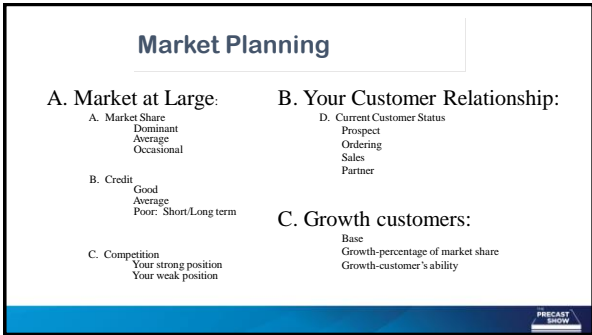 Market Planning
A. Market at Large:
A. Market Share
Dominant
Average
Occasional
B. Credit
Good
Average
Poor: Short/Long term
C. Competition
Your strong position
Your weak position
B. Your Customer Relationship:
D. Current Customer Status
Prospect
Ordering
Sales
Partner
C. Growth customers:
Base
Growth-percentage of market share
Growth-customer’s ability
THE
PRECAST
SHOW